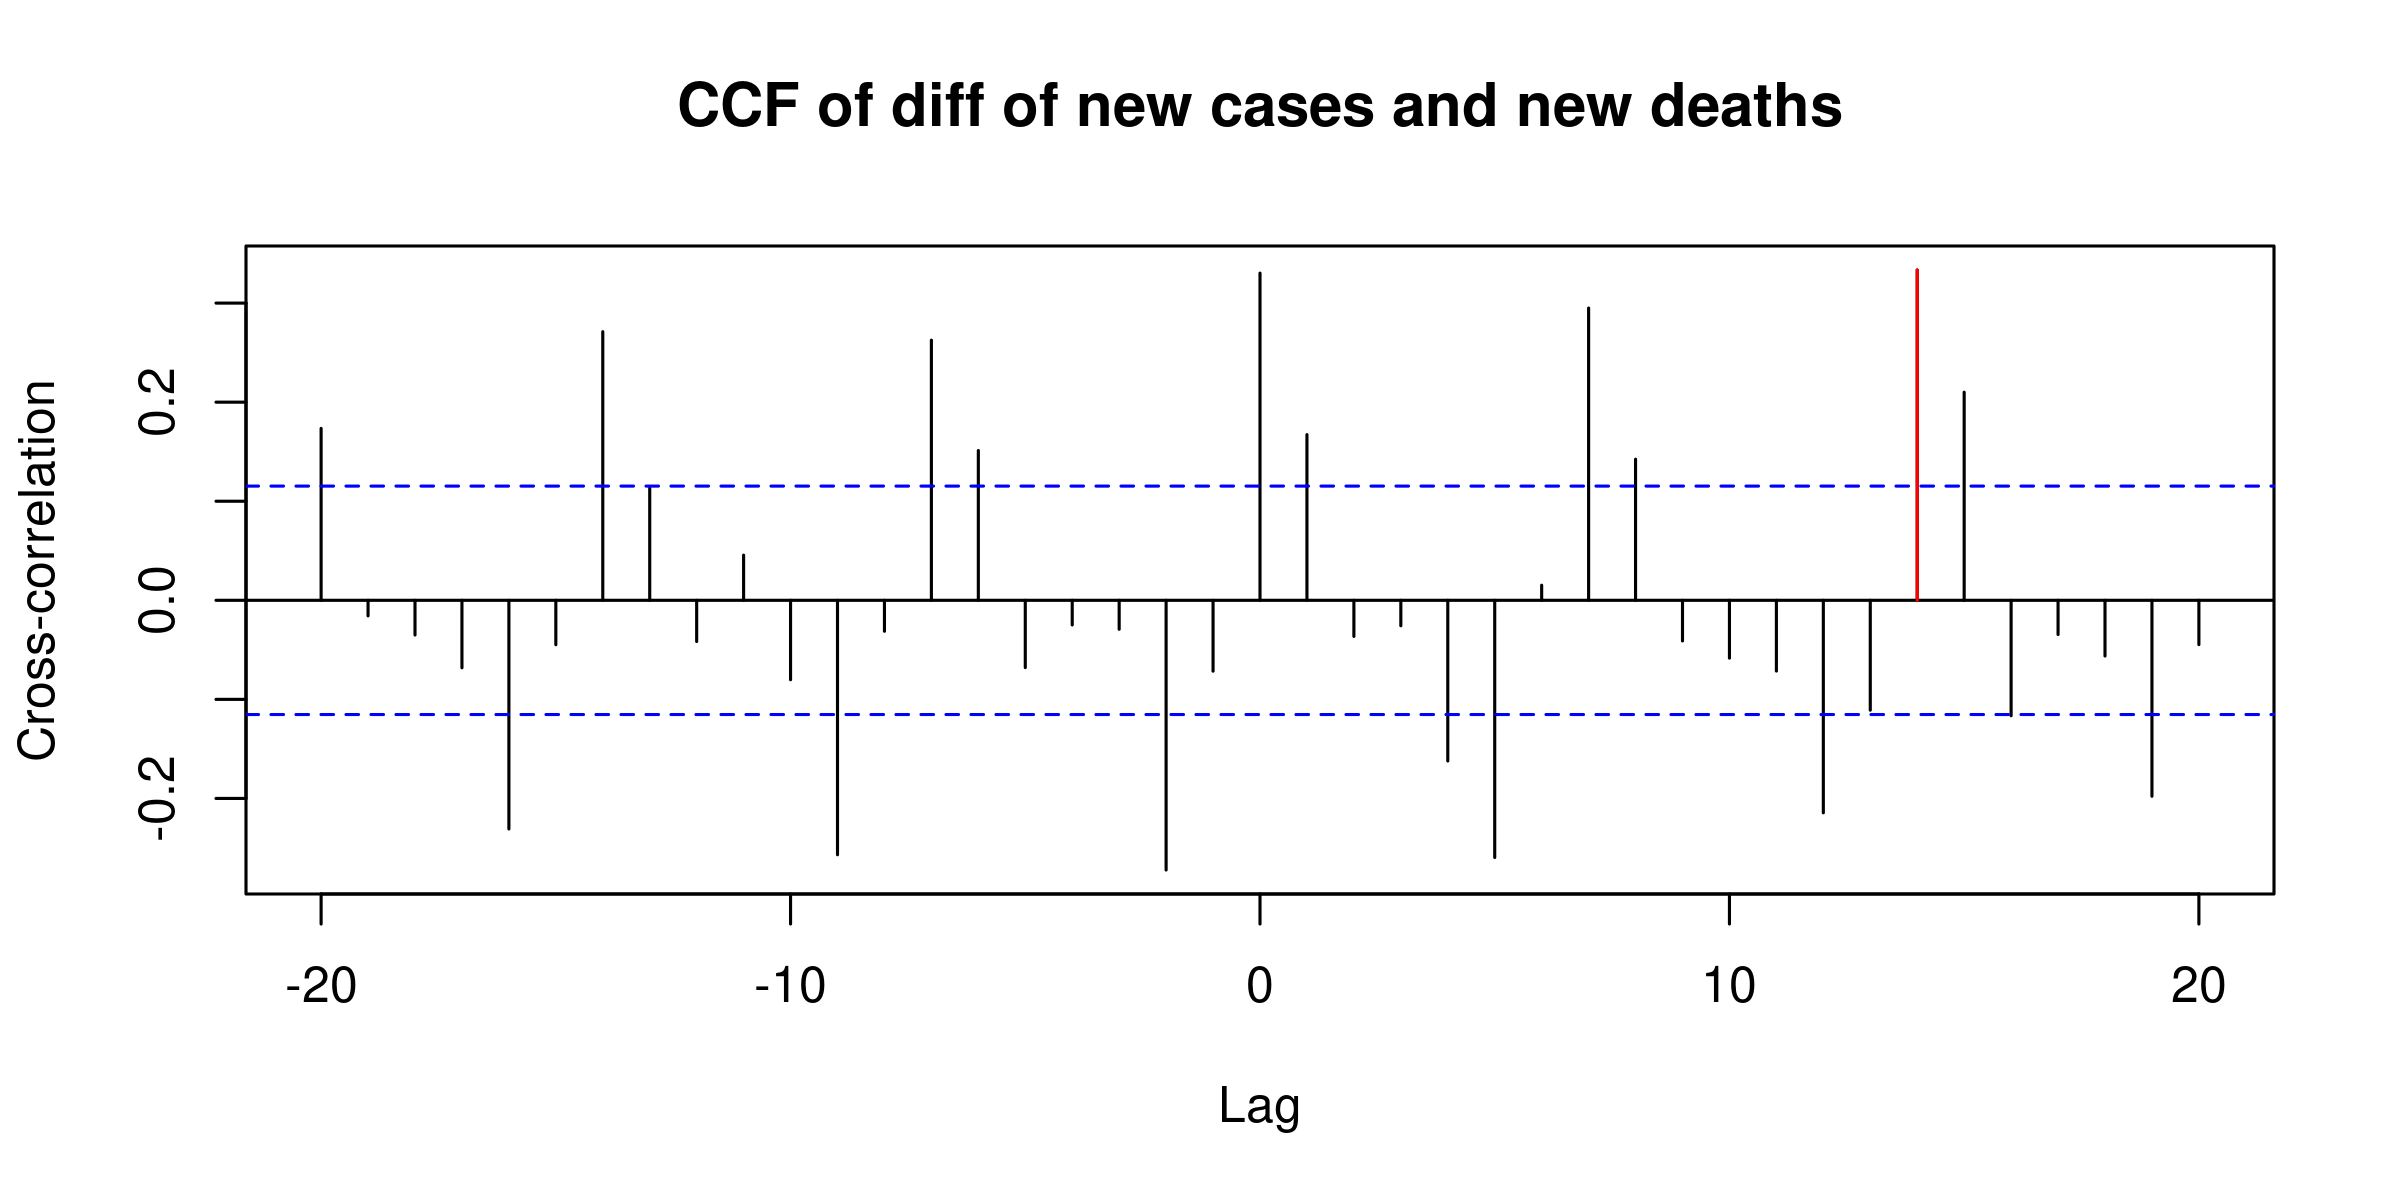 CCF of diff of new cases and new deaths
Cross-correlation
0.2
0.0
-0.2
-20 -10 0 10 20
Lag